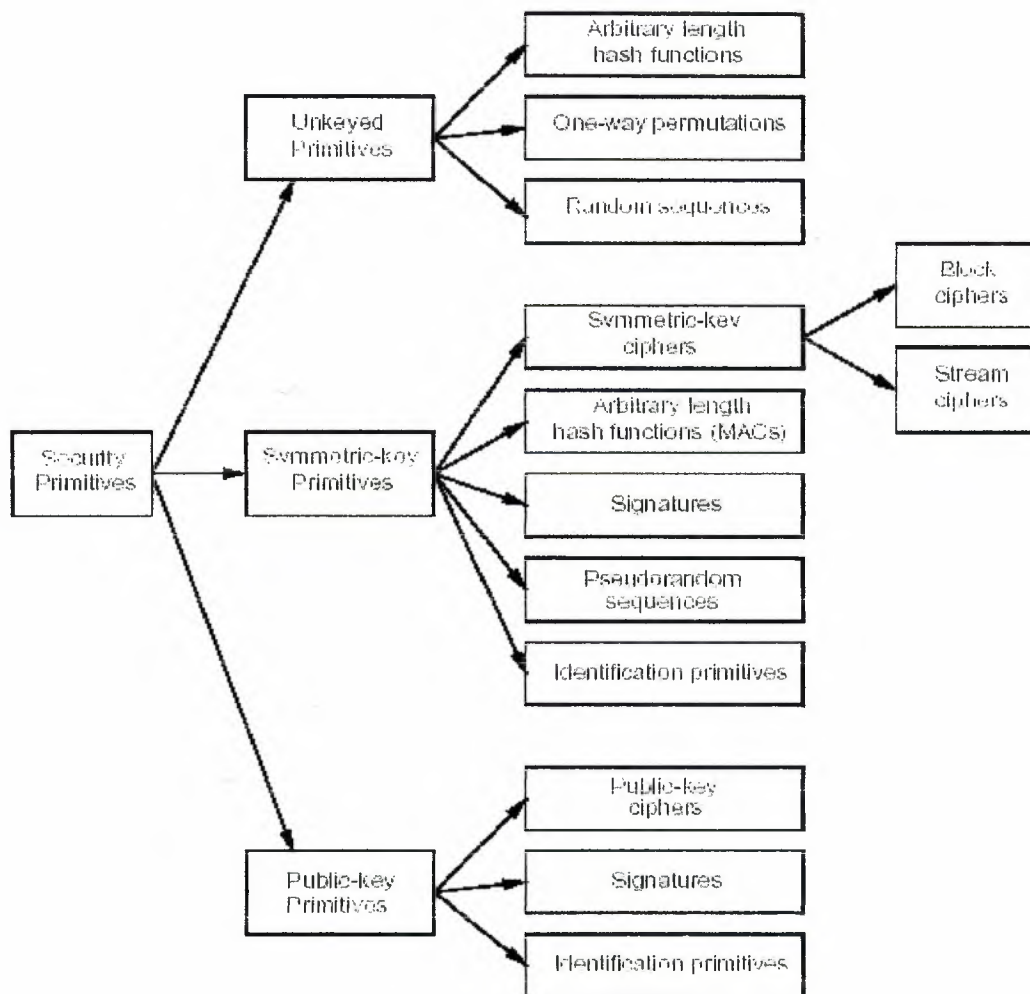 Arbitrary length
hash functions
Unkeyed
Primitives
One-way permutations
Random sequences
Block
ciphers
Symmetric-key
ciphers
Stream
ciphers
Arbitrary length
hash functions (MACs)
Security
Primitives
Symmetric-key
Primitives
Signatures
Pseudorandom
sequences
Identification primitives
Public-key
ciphers
Public-key
Primitives
Signatures
Identification primitives